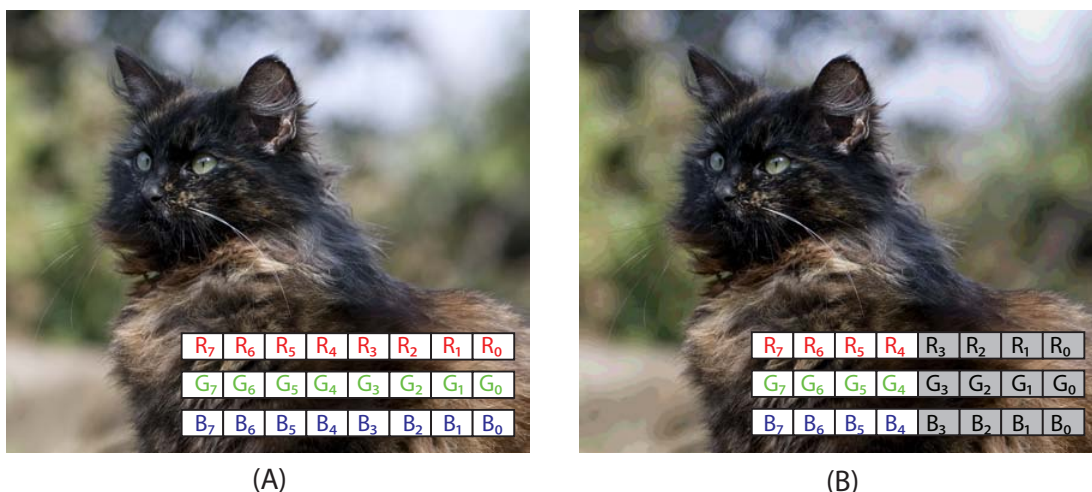 R7 R6 R5 R4 R3 R2 R1 R0
G7 G6 G5 G4 G3 G2 G1 G0
B7 B6 B5 B4 B3 B2 B1 B0
(A)
R7 R6 R5 R4 R3 R2 R1 R0
G7 G6 G5 G4 G3 G2 G1 G0
B7 B6 B5 B4 B3 B2 B1 B0
(B)